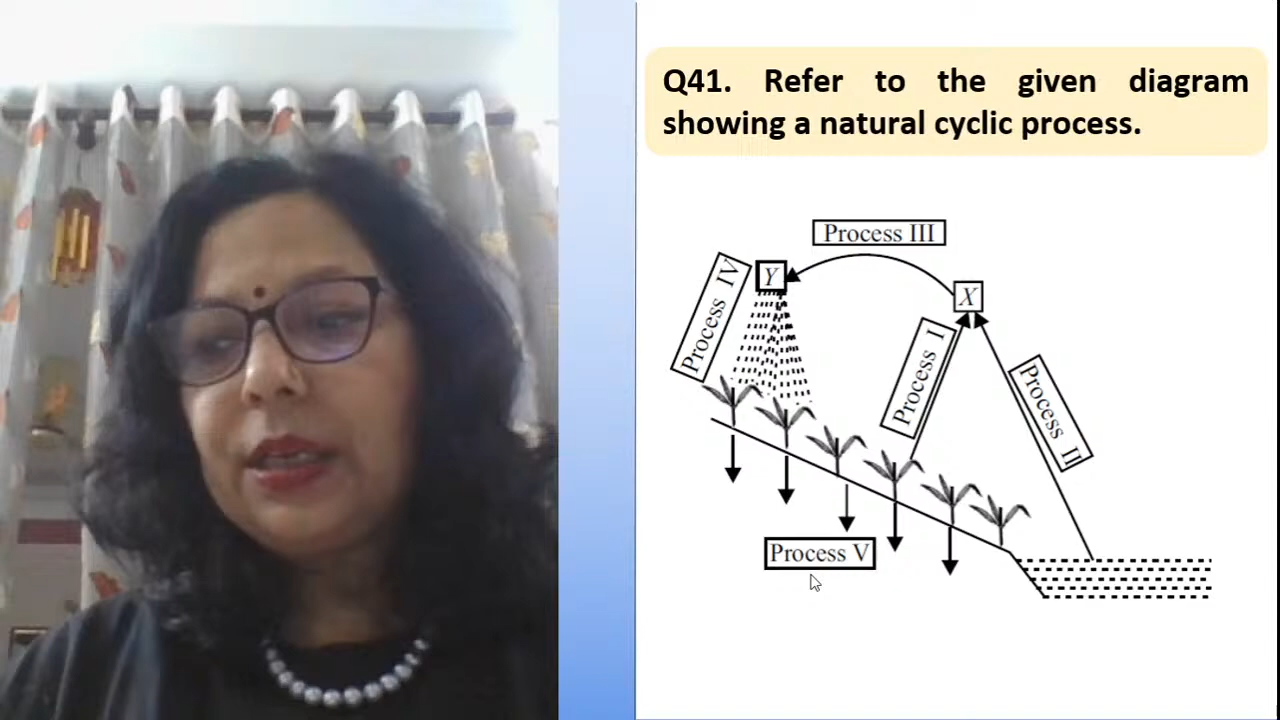 Q41. Refer to the given diagram
showing a natural cyclic process.
Process III
Process IV
Y
X
Process I
Process II
Process V